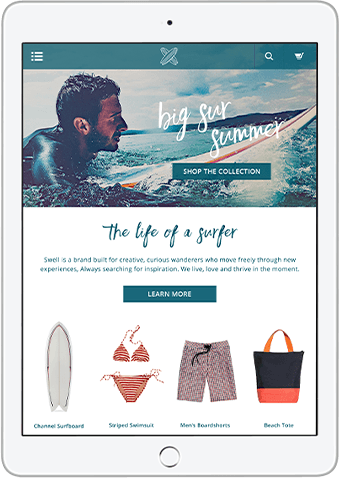 big sur
summer
SHOP THE COLLECTION
the life of a surfer
Swell is a brand built for creative, curious wanderers who move freely through new
experiences, Always searching for inspiration. We live, love and thrive in the moment.
LEARN MORE
Channel Surfboard Striped Swimsuit Men's Boardshorts Beach Tote